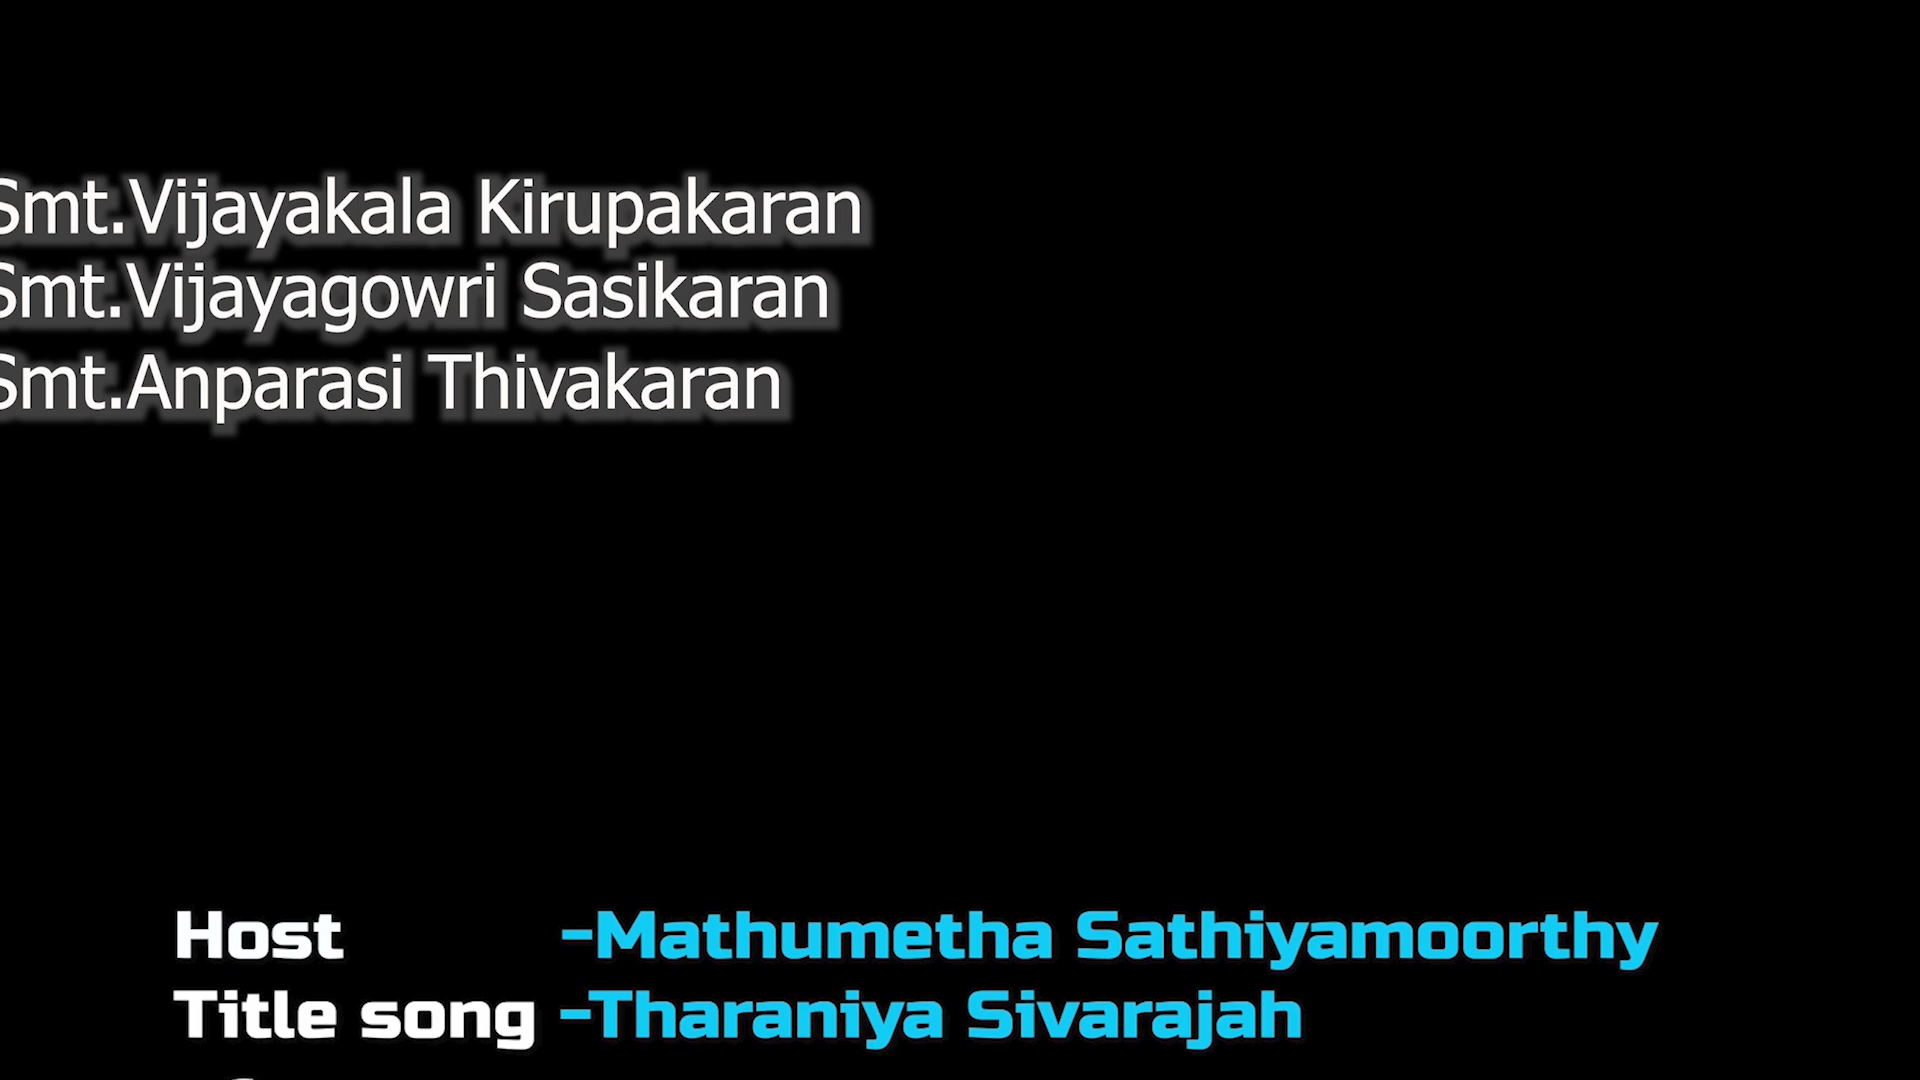 Smt.Vijayakala Kirupakaran
Smt.Vijayagowri Sasikaran
Smt.Anparasi Thivakaran
Host -Mathumetha Sathiyamoorthy
Title song -Tharaniya Sivarajah